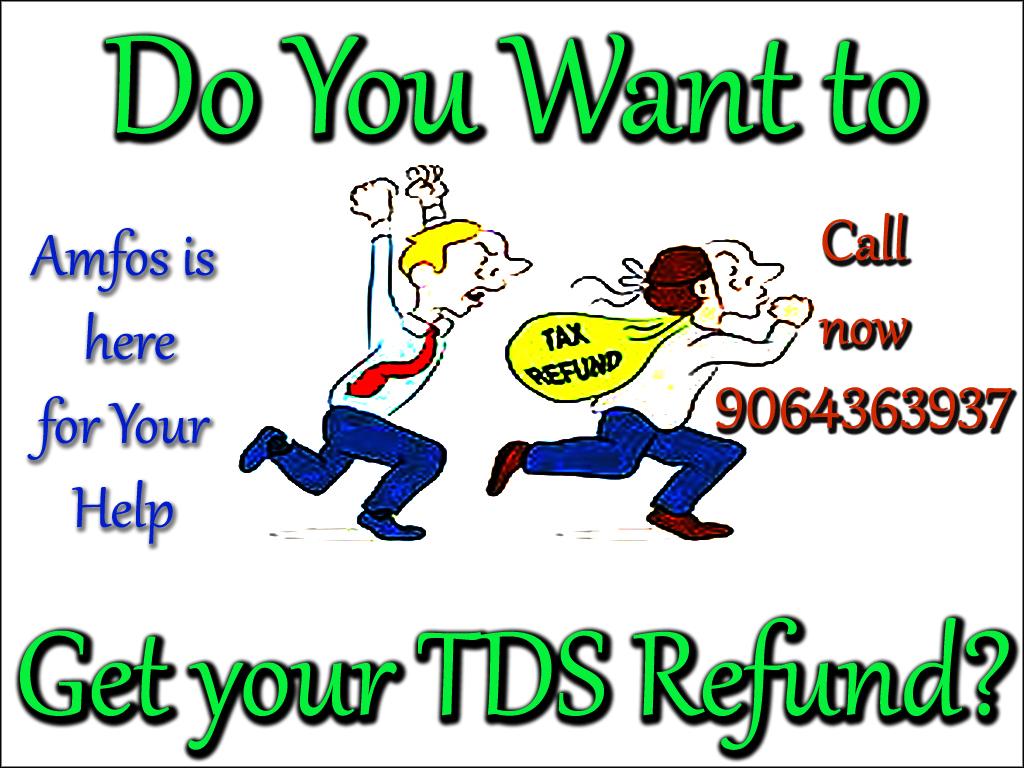 Do You Want to
Amfos is
here
for Your
Help
TAX
REFUND
Call
now
9064363937
Get your TDS Refund?